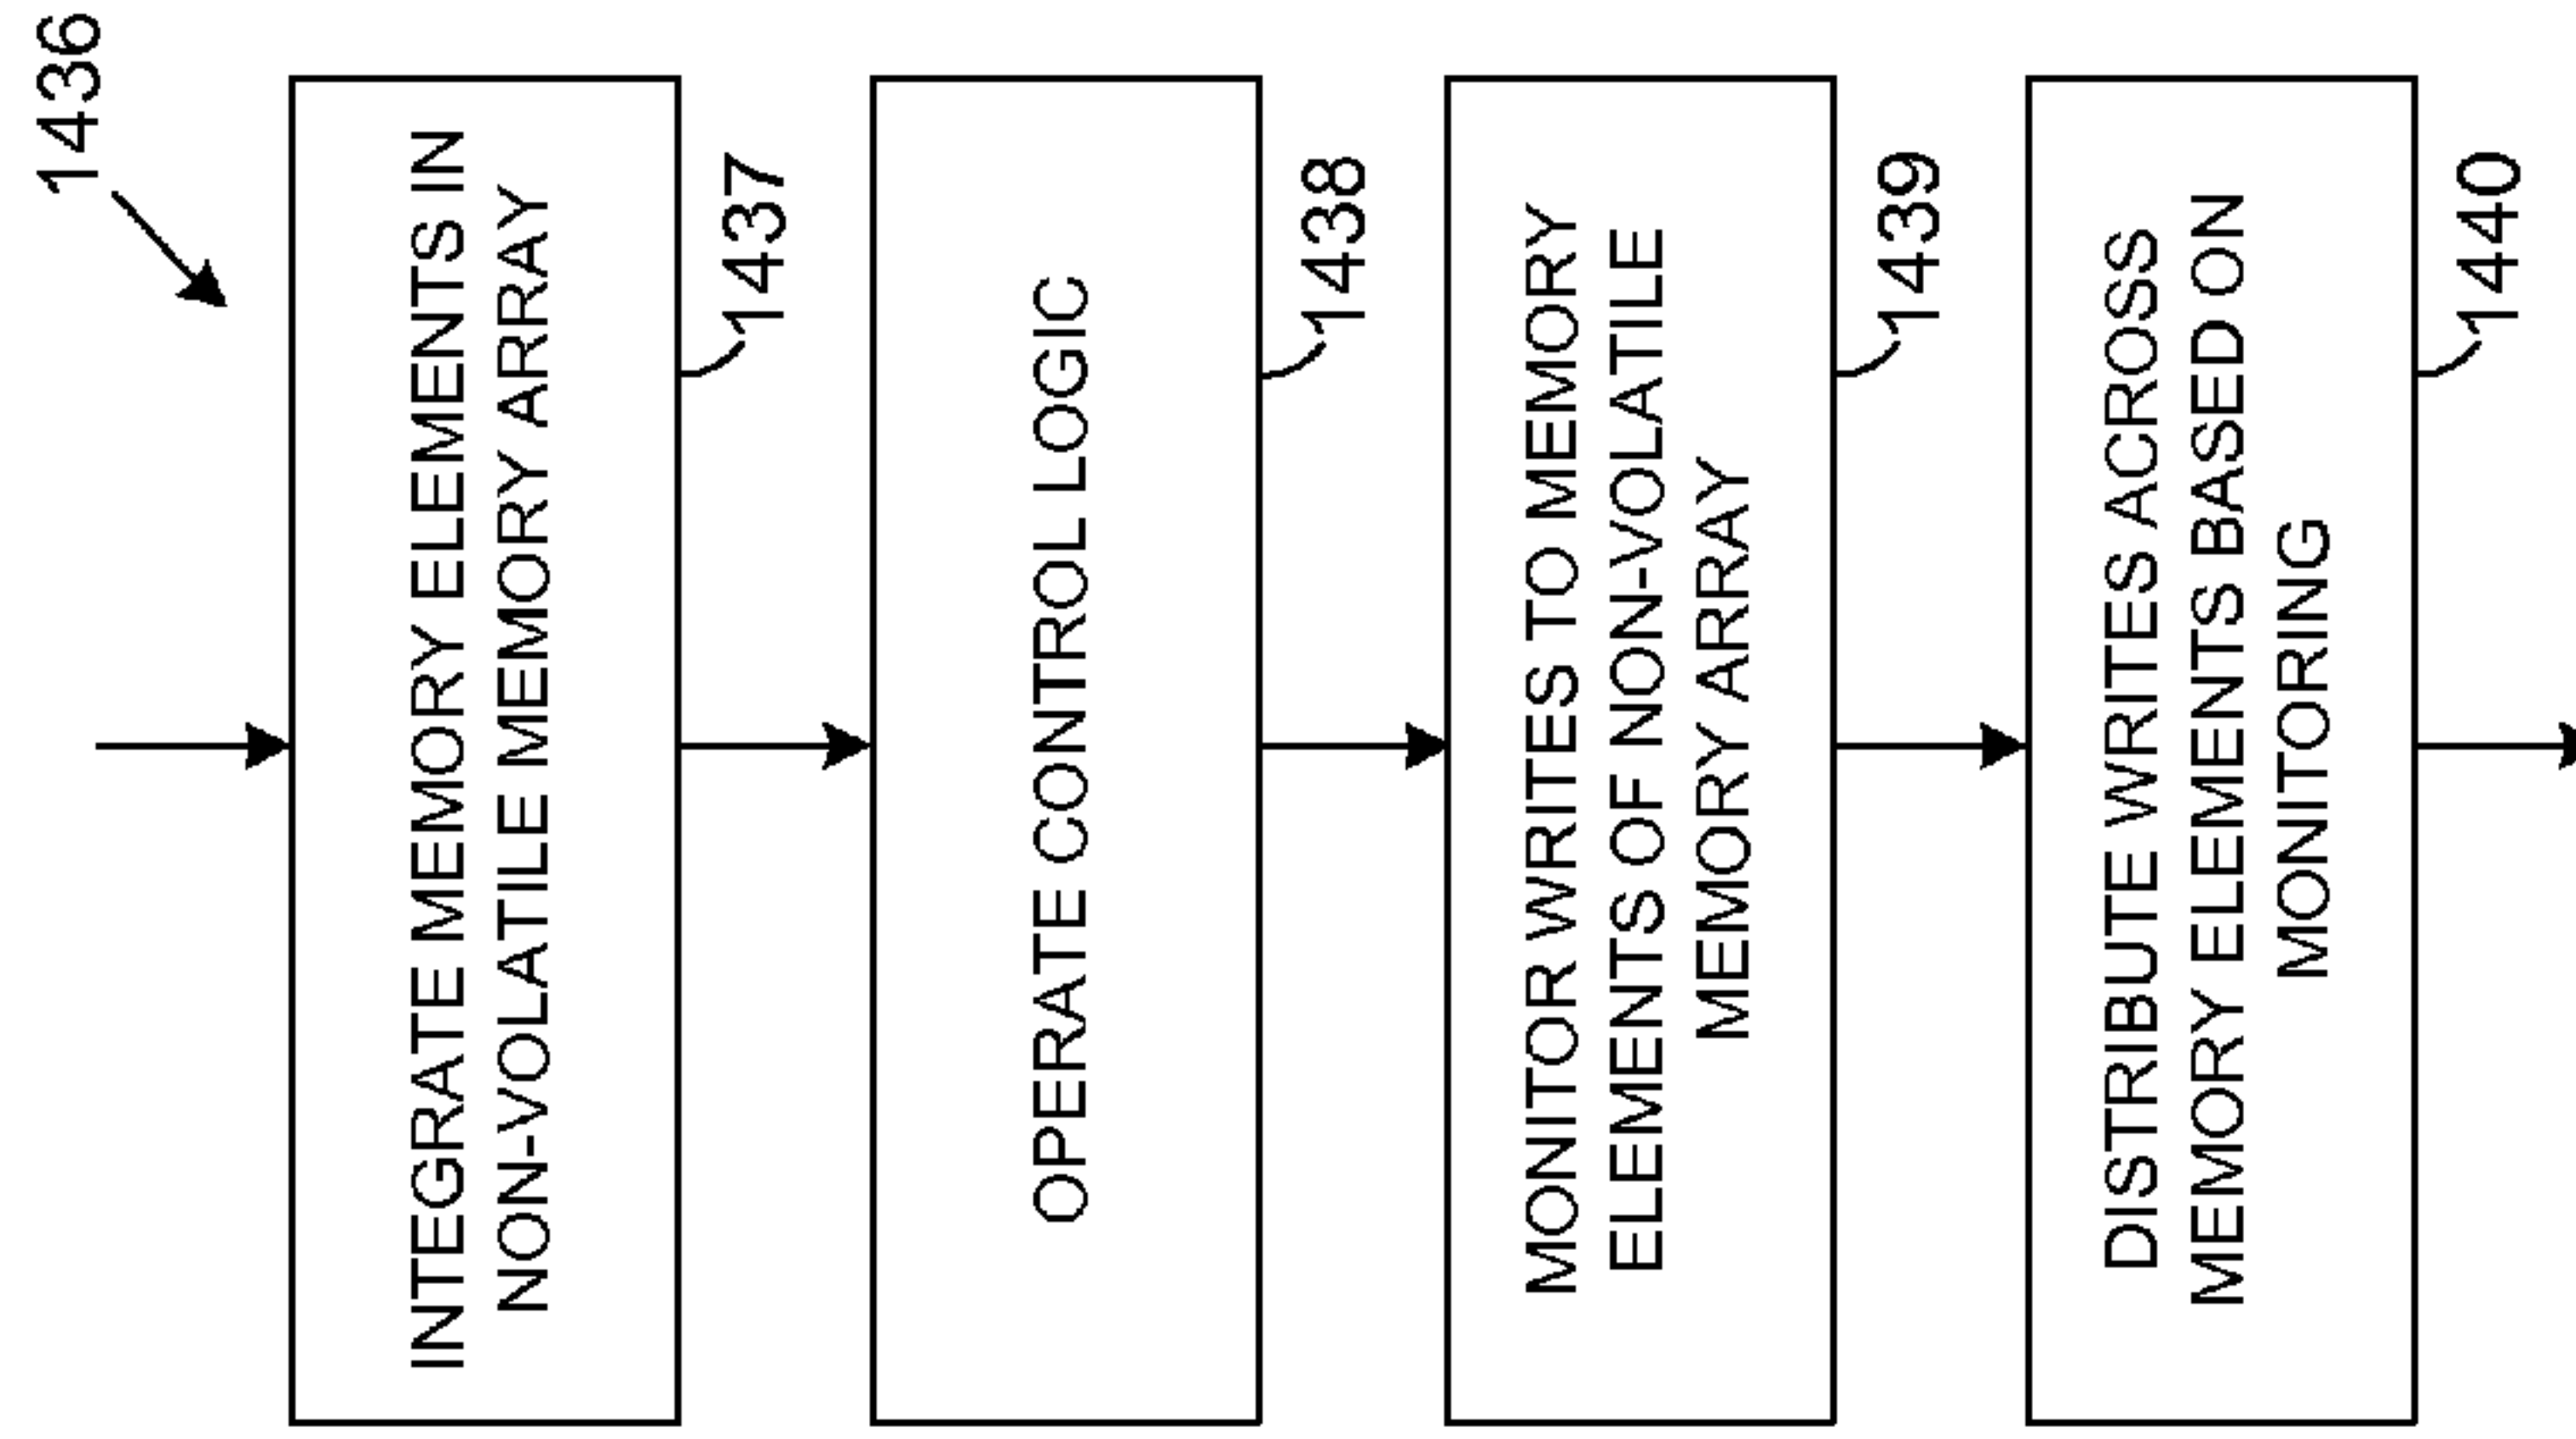 1436
INTEGRATE MEMORY ELEMENTS IN
NON-VOLATILE MEMORY ARRAY
1437
OPERATE CONTROL LOGIC
1438
MONITOR WRITES TO MEMORY
ELEMENTS OF NON-VOLATILE
MEMORY ARRAY
1439
DISTRIBUTE WRITES ACROSS
MEMORY ELEMENTS BASED ON
MONITORING
1440